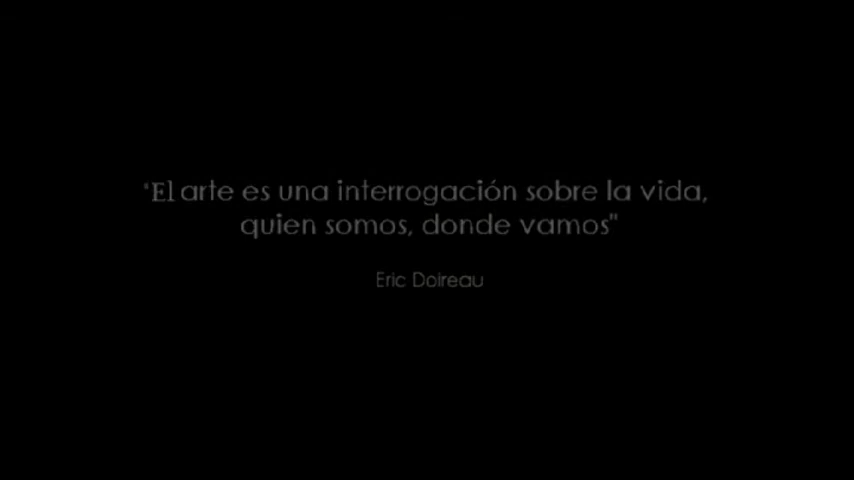 "El arte es una interrogación sobre la vida,
quien somos, donde vamos"
Eric Doireau